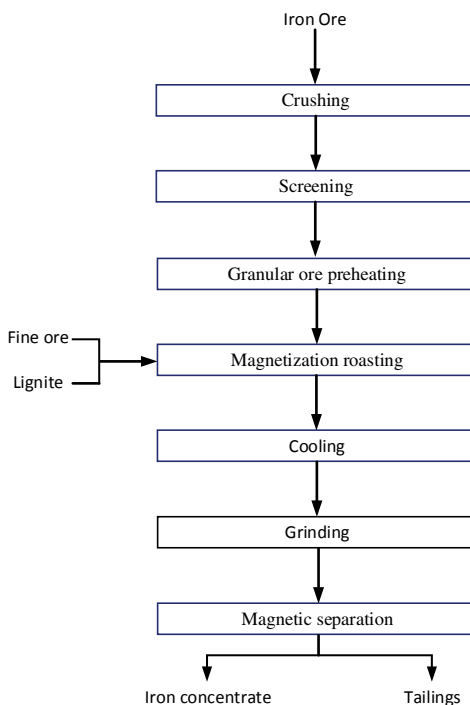 Iron Ore
Crushing
Screening
Granular ore preheating
Fine ore
Lignite
Magnetization roasting
Cooling
Grinding
Magnetic separation
Iron concentrate
Tailings